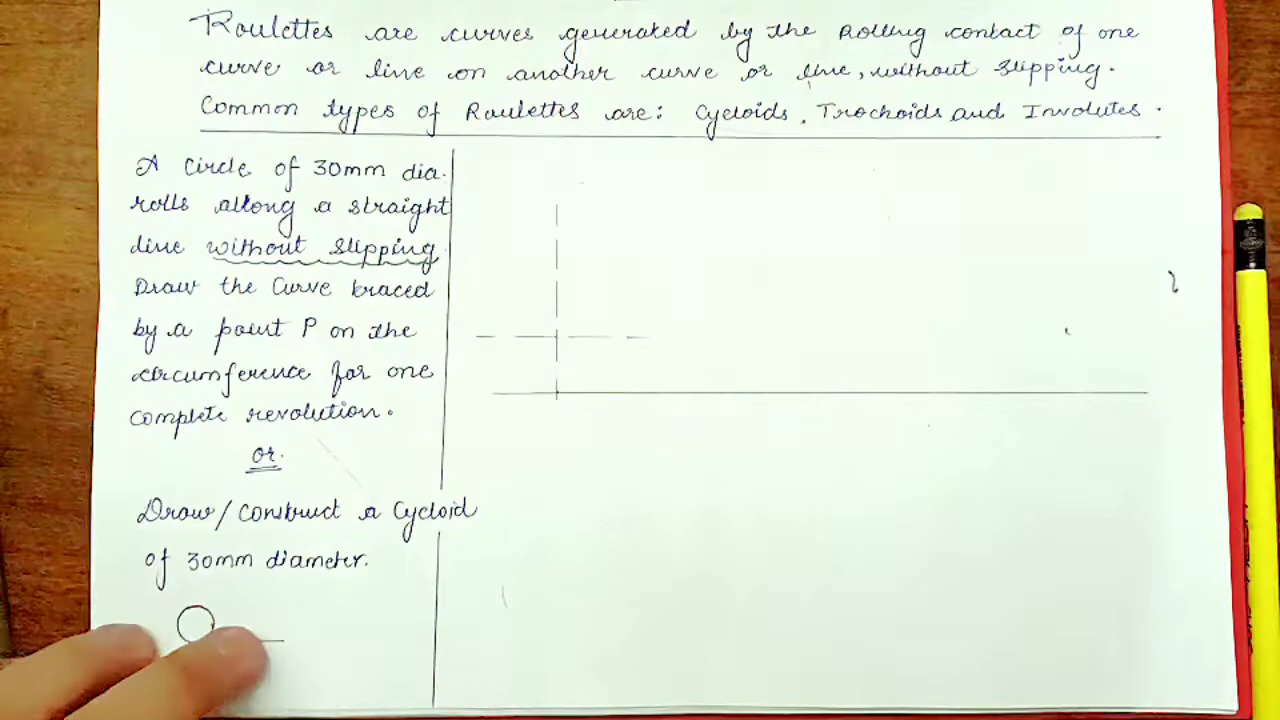 Roulettes are curves generated by the Rolling contact of one
curve or line on another curve or line, without slipping.
Common types of Roulettes are: Cycloids, Trochoids and Involutes.
A Circle of 30mm dia.
rolls allong a straight
line without slipping.
Draw the Curve traced
by a point P on the
circumference for one
complete revolution.
or.
Draw/Construct a Cycloid
of 30mm diameter.